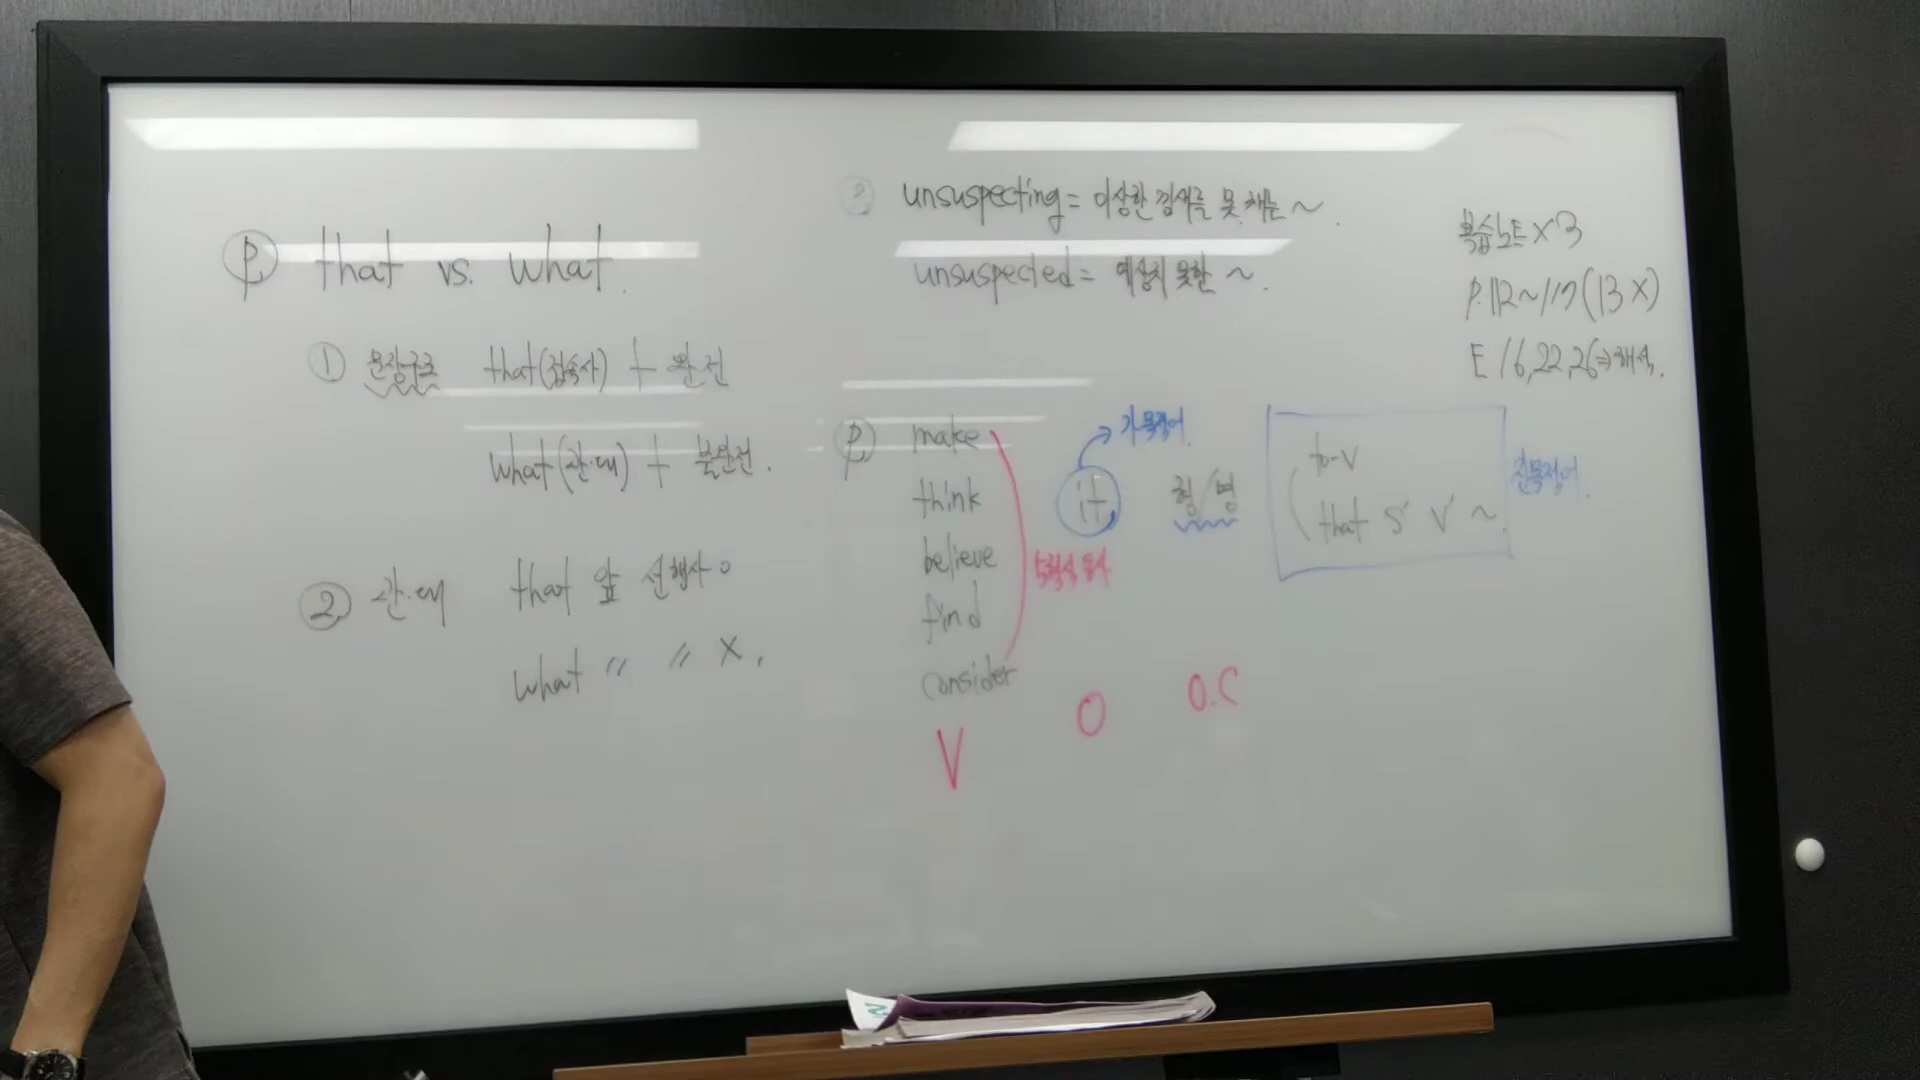 ⓟ that vs. what.
① 문장구조 that(접속사) + 완전
what(관·대) + 불완전.
② 관·대 that 앞 선행사 O
what 〃 〃 X.
③ unsuspecting = 이상한 낌새를 못 채는 ~.
unsuspected = 예상치 못한 ~.
ⓟ make
think
believe
find
consider
V
5형식 동사
it
가목적어
O
형/명
O.C
to-V
that S' V' ~.
진목적어
복습노트 X 3
p.112~117 (13 X)
E 16,22,26⇒해석.